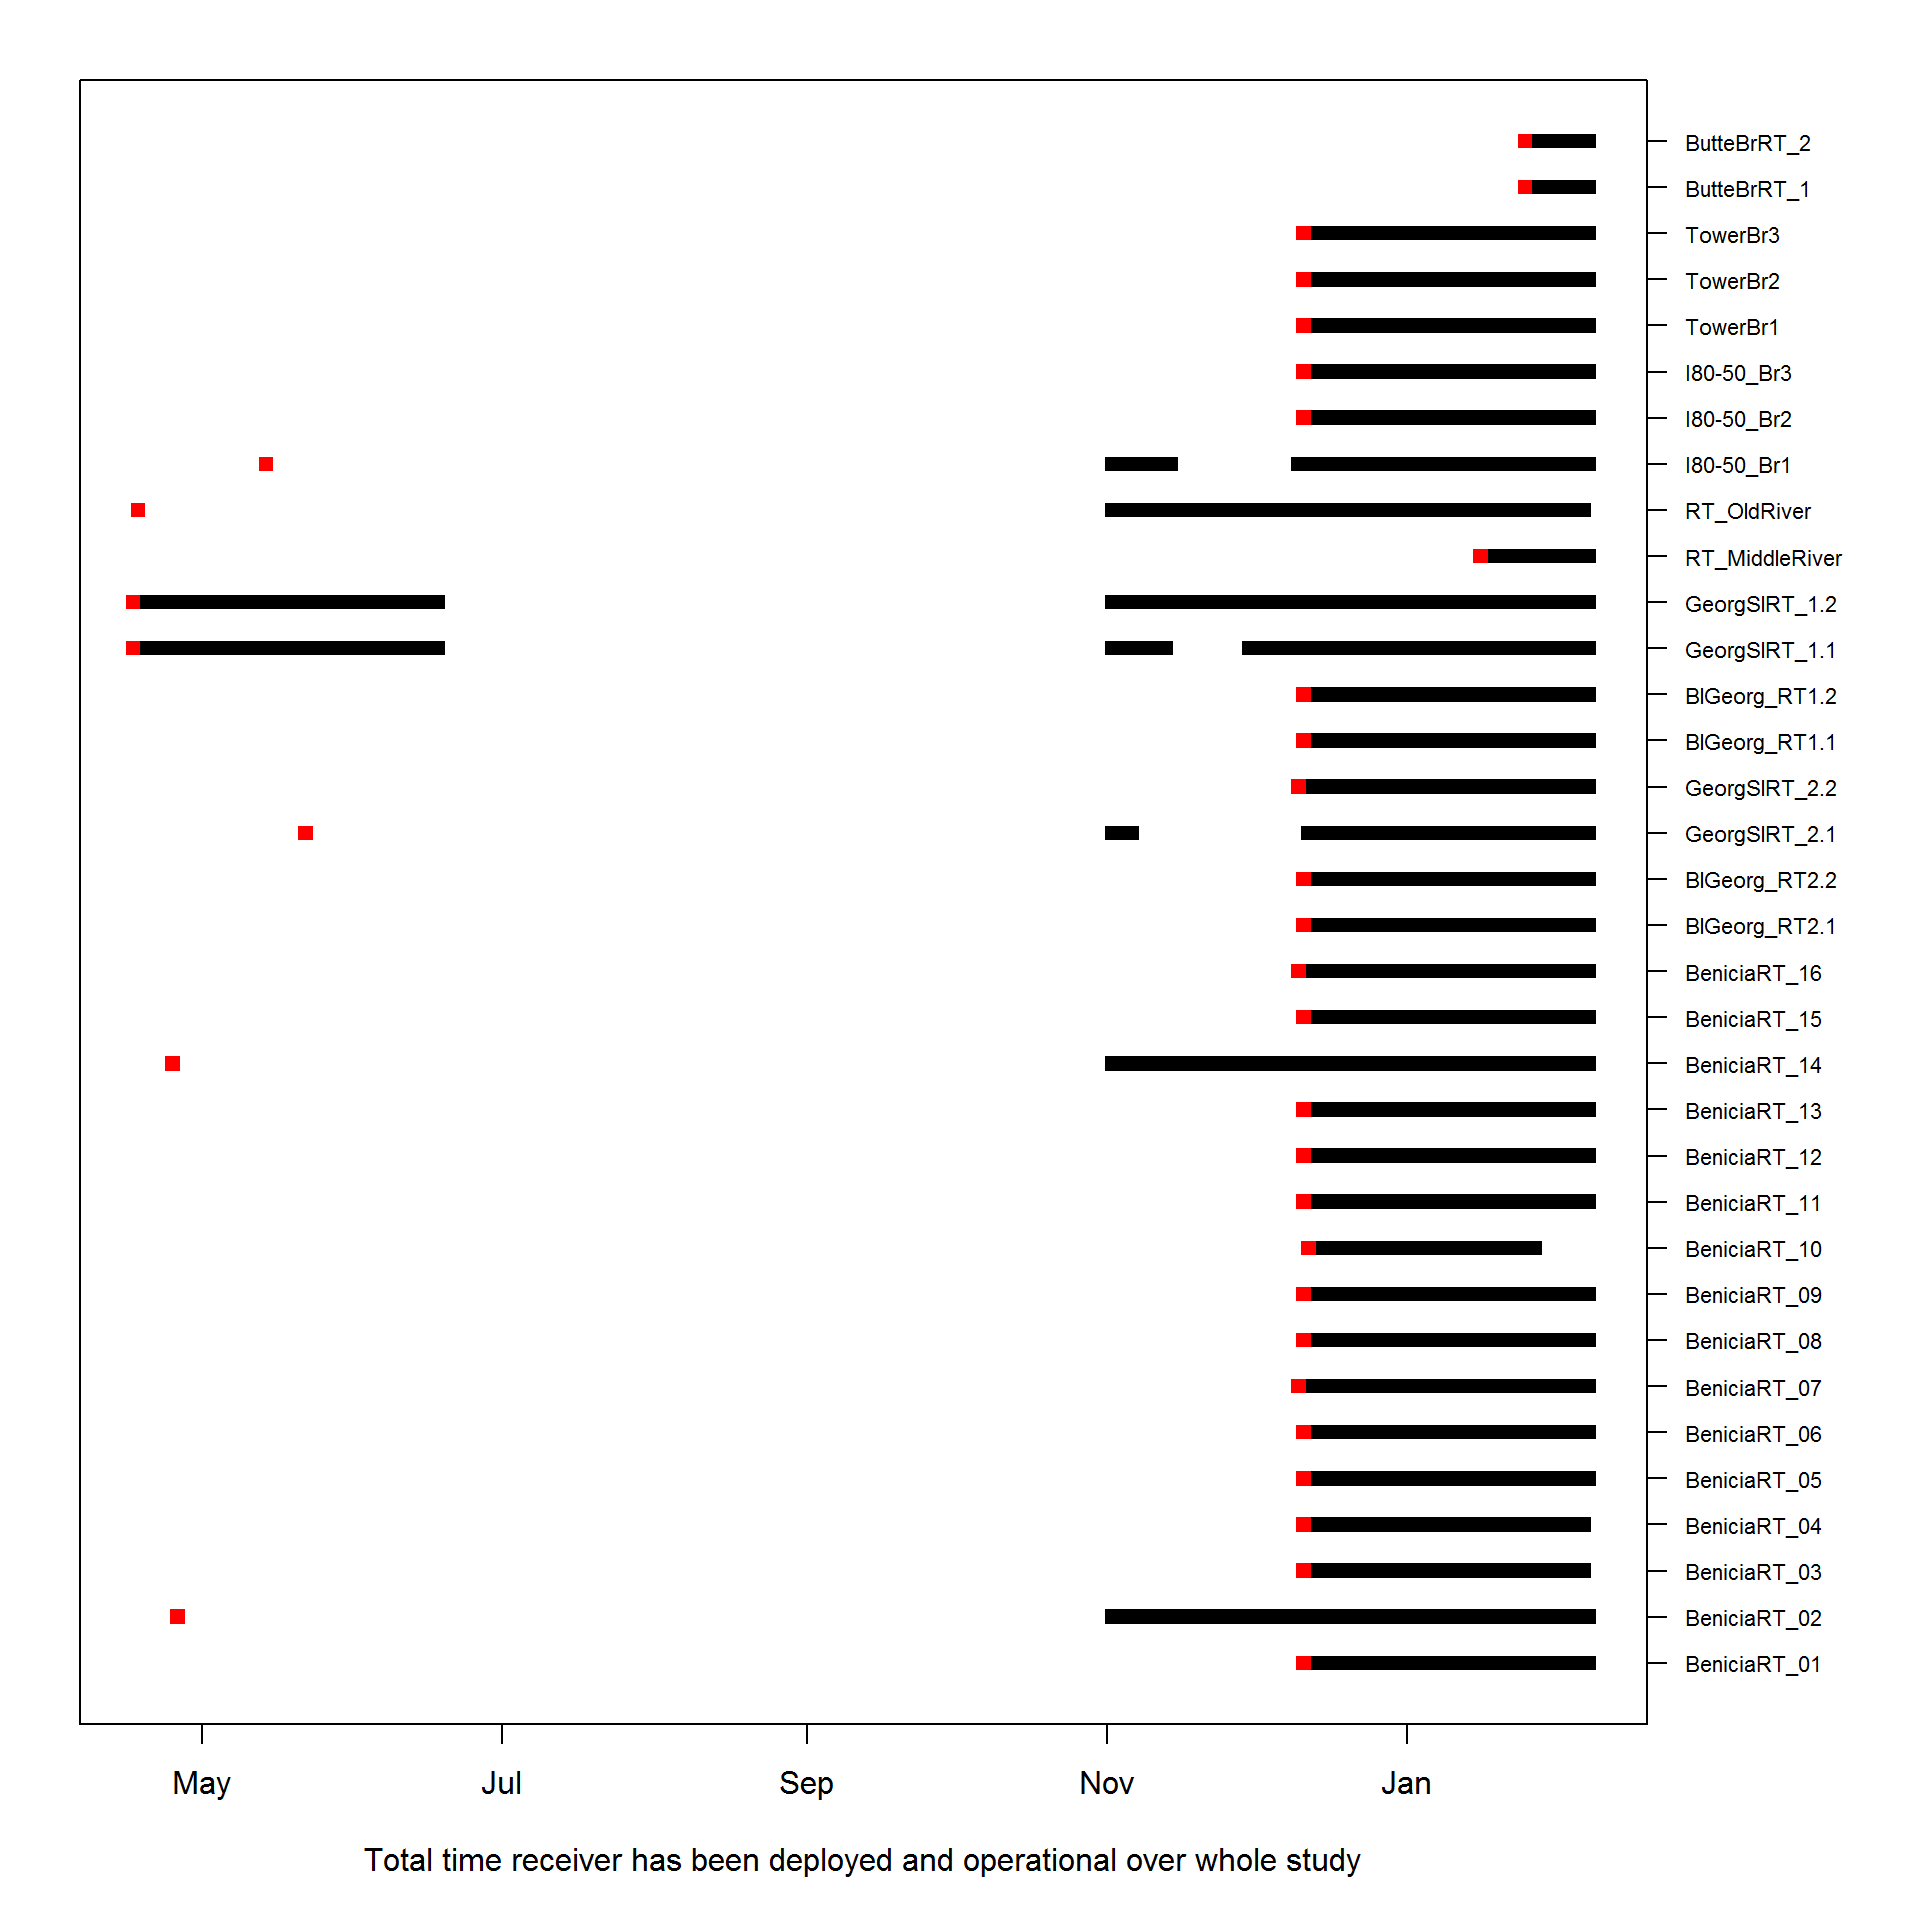 ButteBrRT_2
ButteBrRT_1
TowerBr3
TowerBr2
TowerBr1
I80-50_Br3
I80-50_Br2
I80-50_Br1
RT_OldRiver
RT_MiddleRiver
GeorgSlRT_1.2
GeorgSlRT_1.1
BlGeorg_RT1.2
BlGeorg_RT1.1
GeorgSlRT_2.2
GeorgSlRT_2.1
BlGeorg_RT2.2
BlGeorg_RT2.1
BeniciaRT_16
BeniciaRT_15
BeniciaRT_14
BeniciaRT_13
BeniciaRT_12
BeniciaRT_11
BeniciaRT_10
BeniciaRT_09
BeniciaRT_08
BeniciaRT_07
BeniciaRT_06
BeniciaRT_05
BeniciaRT_04
BeniciaRT_03
BeniciaRT_02
BeniciaRT_01
May Jul Sep Nov Jan
Total time receiver has been deployed and operational over whole study